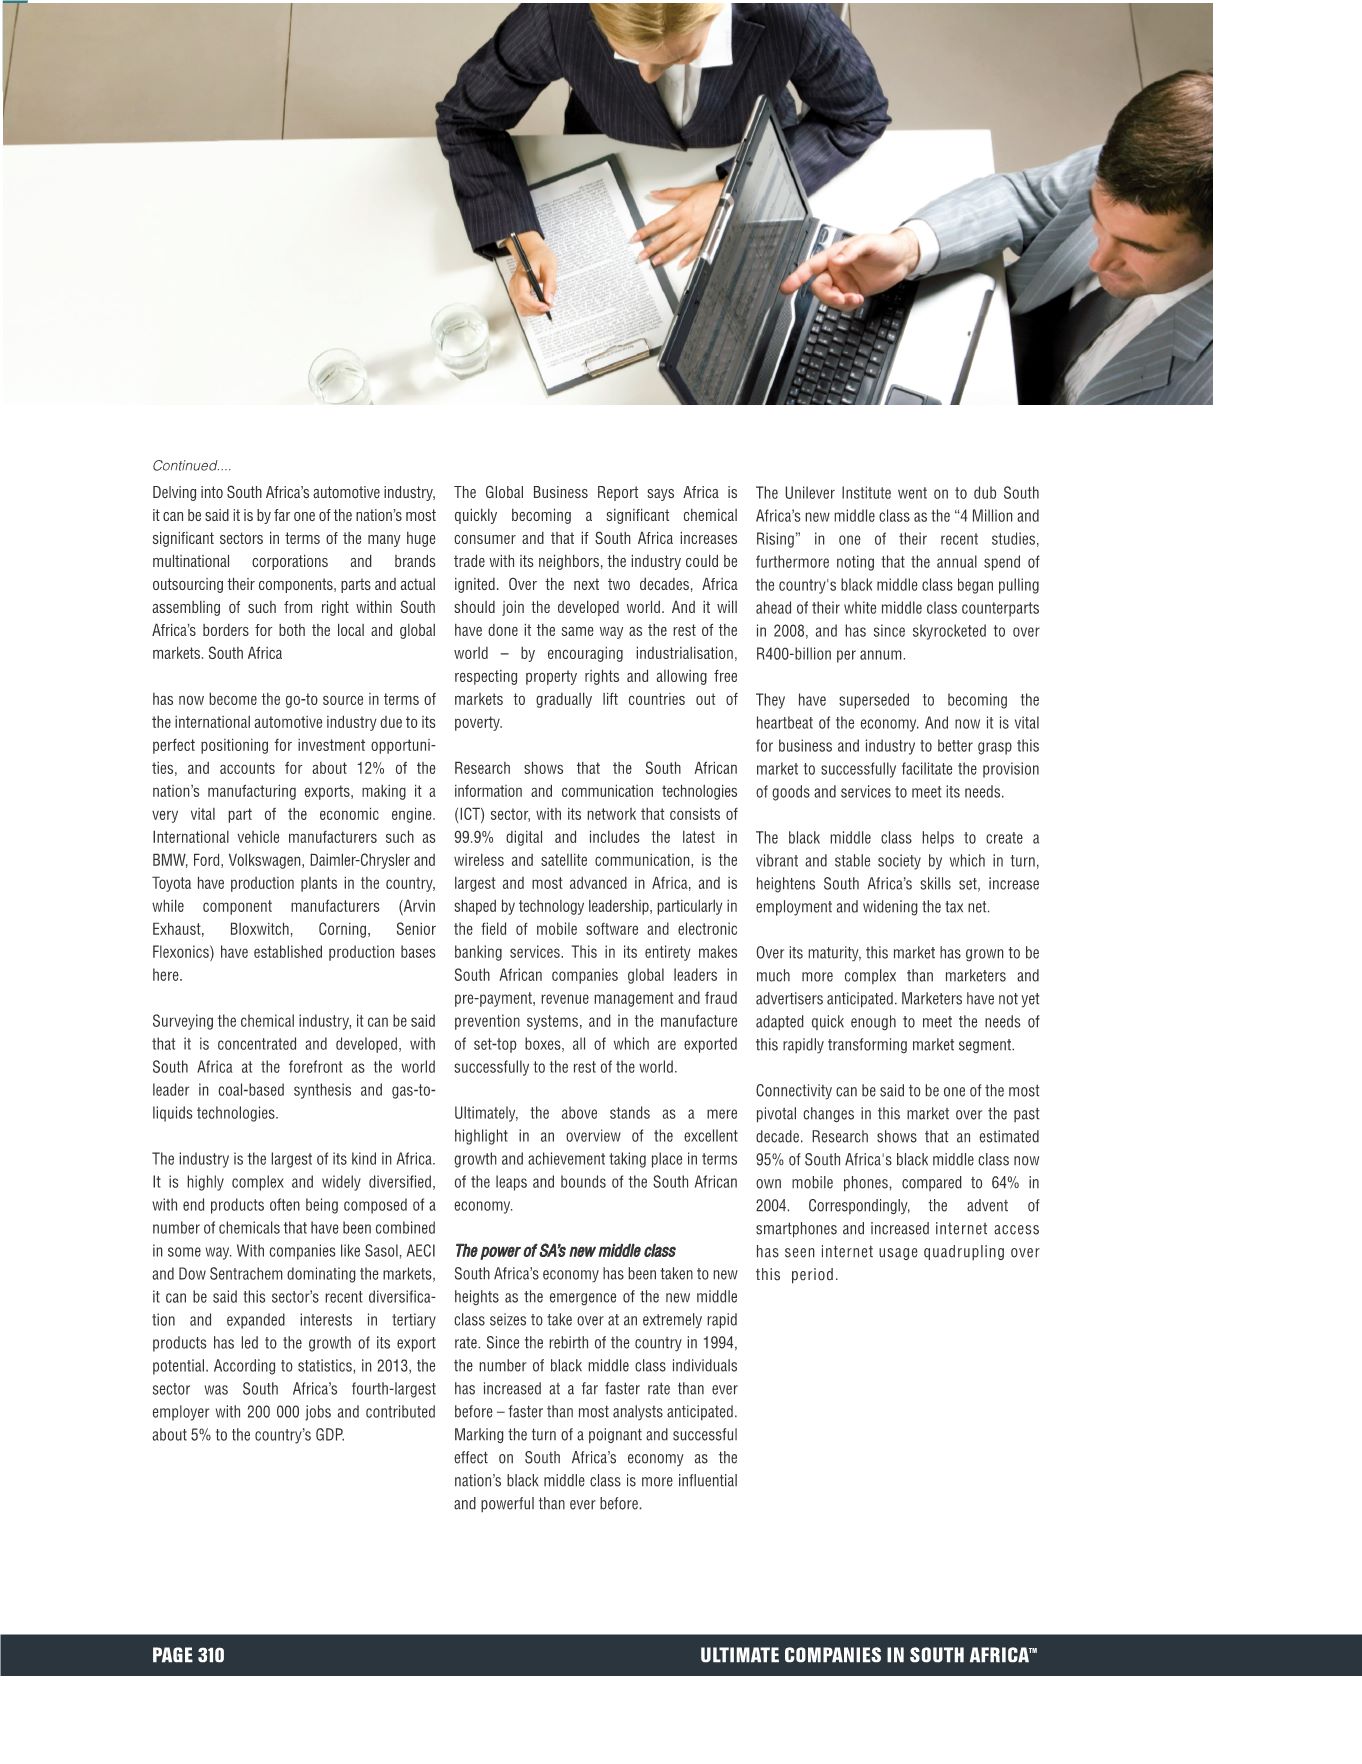 Continued....
Delving into South Africa’s automotive industry,
it can be said it is by far one of the nation’s most
significant sectors in terms of the many huge
multinational corporations and brands
outsourcing their components, parts and actual
assembling of such from right within South
Africa’s borders for both the local and global
markets. South Africa
has now become the go-to source in terms of
the international automotive industry due to its
perfect positioning for investment opportuni-
ties, and accounts for about 12% of the
nation’s manufacturing exports, making it a
very vital part of the economic engine.
International vehicle manufacturers such as
BMW, Ford, Volkswagen, Daimler-Chrysler and
Toyota have production plants in the country,
while component manufacturers (Arvin
Exhaust, Bloxwitch, Corning, Senior
Flexonics) have established production bases
here.
Surveying the chemical industry, it can be said
that it is concentrated and developed, with
South Africa at the forefront as the world
leader in coal-based synthesis and gas-to-
liquids technologies.
The industry is the largest of its kind in Africa.
It is highly complex and widely diversified,
with end products often being composed of a
number of chemicals that have been combined
in some way. With companies like Sasol, AECI
and Dow Sentrachem dominating the markets,
it can be said this sector’s recent diversifica-
tion and expanded interests in tertiary
products has led to the growth of its export
potential. According to statistics, in 2013, the
sector was South Africa’s fourth-largest
employer with 200 000 jobs and contributed
about 5% to the country’s GDP.
The Global Business Report says Africa is
quickly becoming a significant chemical
consumer and that if South Africa increases
trade with its neighbors, the industry could be
ignited. Over the next two decades, Africa
should join the developed world. And it will
have done it the same way as the rest of the
world – by encouraging industrialisation,
respecting property rights and allowing free
markets to gradually lift countries out of
poverty.
Research shows that the South African
information and communication technologies
(ICT) sector, with its network that consists of
99.9% digital and includes the latest in
wireless and satellite communication, is the
largest and most advanced in Africa, and is
shaped by technology leadership, particularly in
the field of mobile software and electronic
banking services. This in its entirety makes
South African companies global leaders in
pre-payment, revenue management and fraud
prevention systems, and in the manufacture
of set-top boxes, all of which are exported
successfully to the rest of the world.
Ultimately, the above stands as a mere
highlight in an overview of the excellent
growth and achievement taking place in terms
of the leaps and bounds of the South African
economy.
The power of SA’s new middle class
South Africa’s economy has been taken to new
heights as the emergence of the new middle
class seizes to take over at an extremely rapid
rate. Since the rebirth of the country in 1994,
the number of black middle class individuals
has increased at a far faster rate than ever
before – faster than most analysts anticipated.
Marking the turn of a poignant and successful
effect on South Africa’s economy as the
nation’s black middle class is more influential
and powerful than ever before.
The Unilever Institute went on to dub South
Africa’s new middle class as the “4 Million and
Rising” in one of their recent studies,
furthermore noting that the annual spend of
the country's black middle class began pulling
ahead of their white middle class counterparts
in 2008, and has since skyrocketed to over
R400-billion per annum.
They have superseded to becoming the
heartbeat of the economy. And now it is vital
for business and industry to better grasp this
market to successfully facilitate the provision
of goods and services to meet its needs.
The black middle class helps to create a
vibrant and stable society by which in turn,
heightens South Africa’s skills set, increase
employment and widening the tax net.
Over its maturity, this market has grown to be
much more complex than marketers and
advertisers anticipated. Marketers have not yet
adapted quick enough to meet the needs of
this rapidly transforming market segment.
Connectivity can be said to be one of the most
pivotal changes in this market over the past
decade. Research shows that an estimated
95% of South Africa's black middle class now
own mobile phones, compared to 64% in
2004. Correspondingly, the advent of
smartphones and increased internet access
has seen internet usage quadrupling over
this period.
PAGE 310
ULTIMATE COMPANIES IN SOUTH AFRICA™